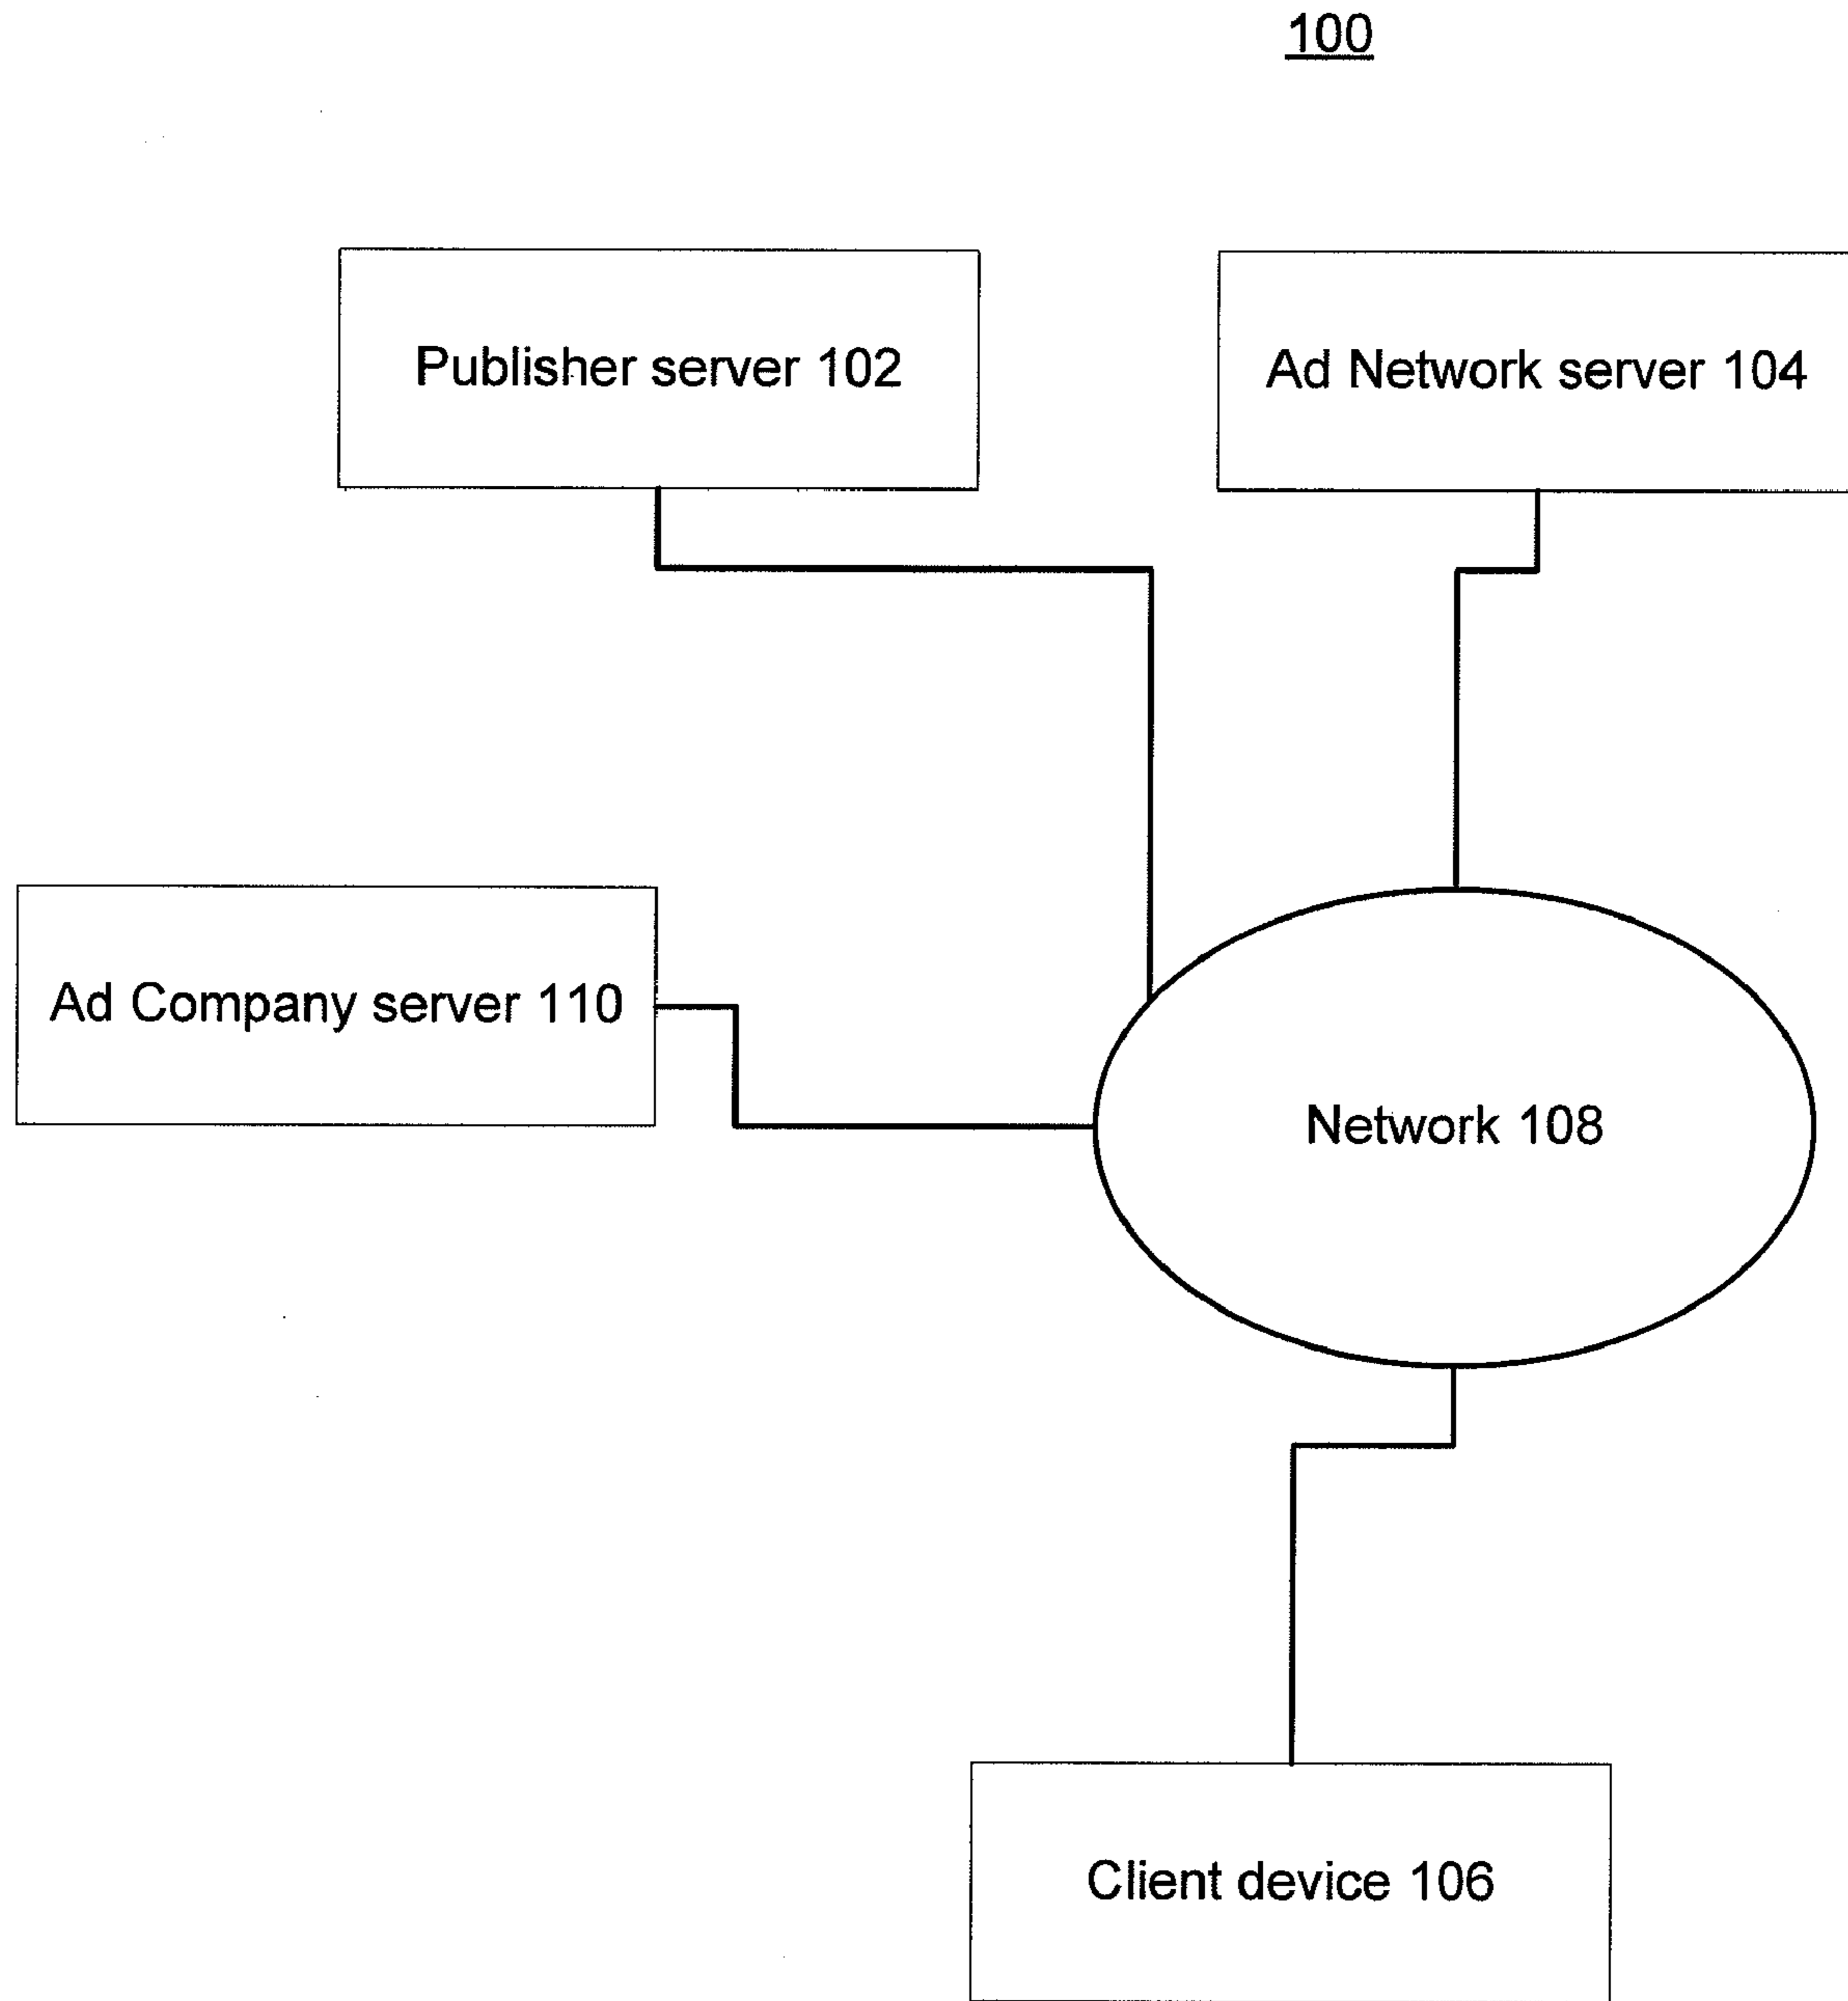 100
Publisher server 102
Ad Network server 104
Ad Company server 110
Network 108
Client device 106